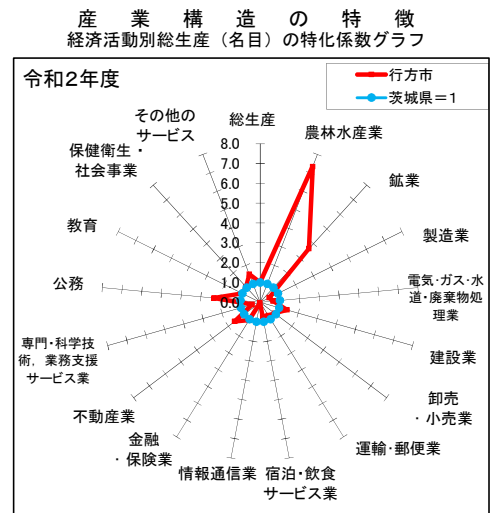 産業構造の特徴
経済活動別総生産（名目）の特化係数グラフ
令和2年度
行方市
茨城県＝1
総生産
農林水産業
鉱業
製造業
電気・ガス・水
道・廃棄物処
理業
建設業
卸売
・小売業
運輸・郵便業
宿泊・飲食
サービス業
情報通信業
金融
・保険業
不動産業
専門・科学技
術，業務支援
サービス業
公務
教育
保健衛生・
社会事業
その他の
サービス
8.0
7.0
6.0
5.0
4.0
3.0
2.0
1.0
0.0